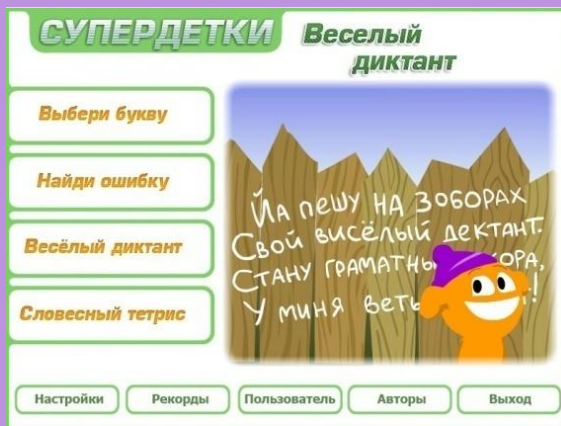 СУПЕРДЕТКИ
Веселый
диктант
Выбери букву
Найди ошибку
Весёлый диктант
Словесный тетрис
ЙА ПЕШУ НА ЗОБОРАХ
СВОЙ ВИСЁЛЫЙ ДЕКТАНТ.
СТАНУ
У МИНЯ ВЕТЬ
Настройки
Рекорды
Пользователь
Авторы
Выход